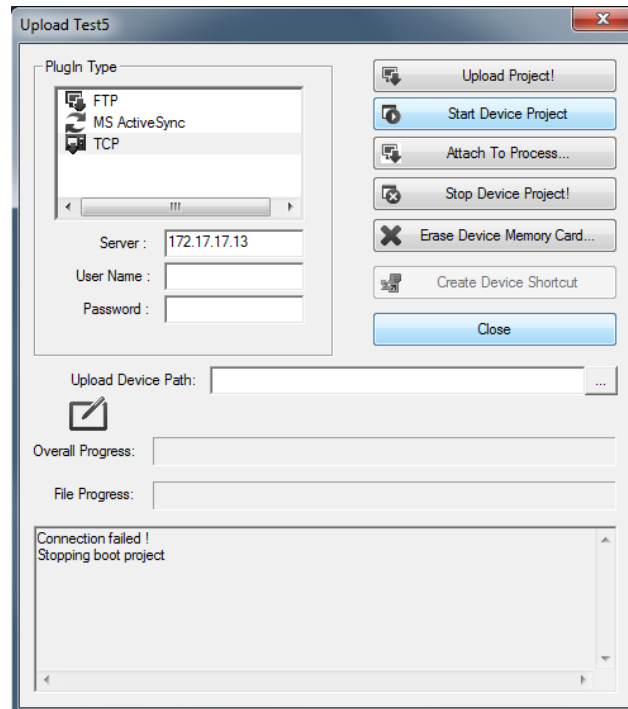 Upload Test5
PlugIn Type
FTP
MS ActiveSync
TCP
Server :
172.17.17.13
User Name :
Password :
Upload Project!
Start Device Project
Attach To Process...
Stop Device Project!
Erase Device Memory Card...
Create Device Shortcut
Close
Upload Device Path:
...
Overall Progress:
File Progress:
Connection failed !
Stopping boot project